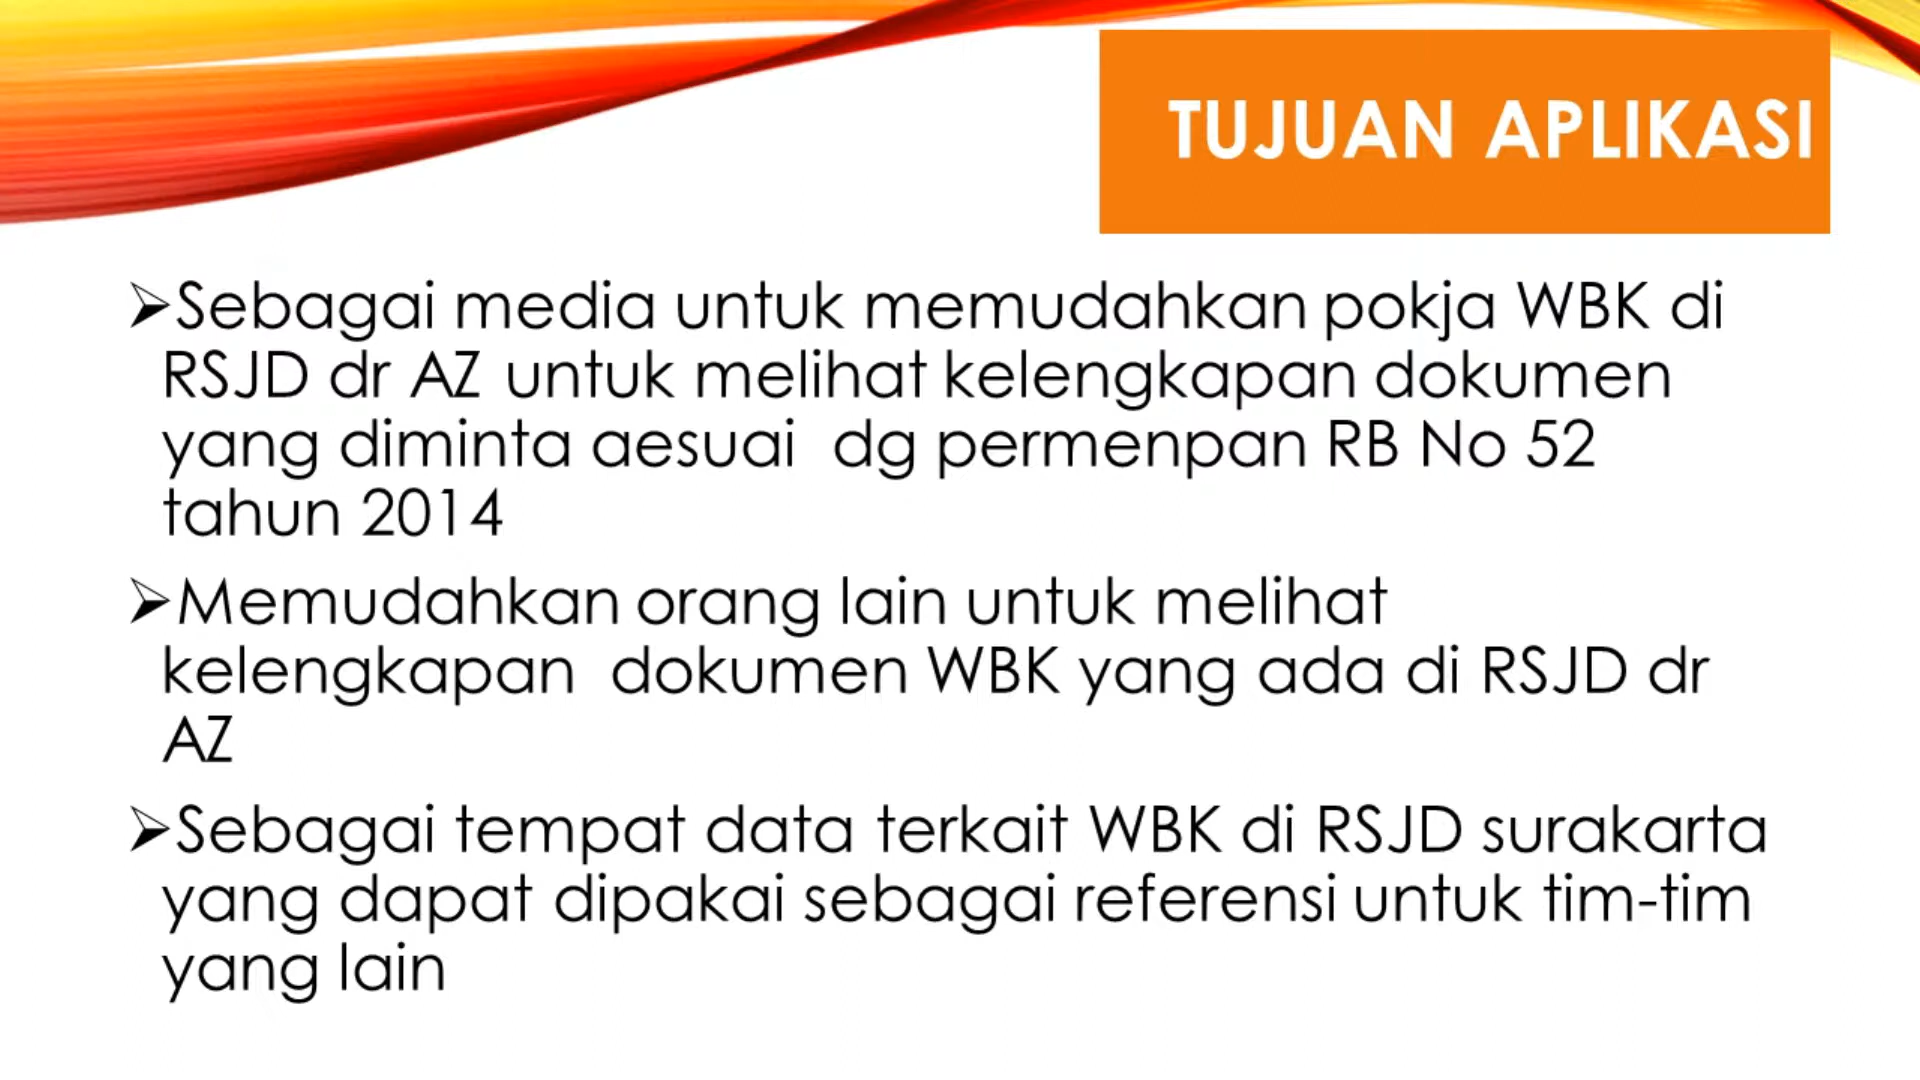 TUJUAN APLIKASI
➢Sebagai media untuk memudahkan pokja WBK di
RSJD dr AZ untuk melihat kelengkapan dokumen
yang diminta aesuai dg permenpan RB No 52
tahun 2014
➢Memudahkan orang lain untuk melihat
kelengkapan dokumen WBK yang ada di RSJD dr
AZ
➢Sebagai tempat data terkait WBK di RSJD surakarta
yang dapat dipakai sebagai referensi untuk tim-tim
yang lain